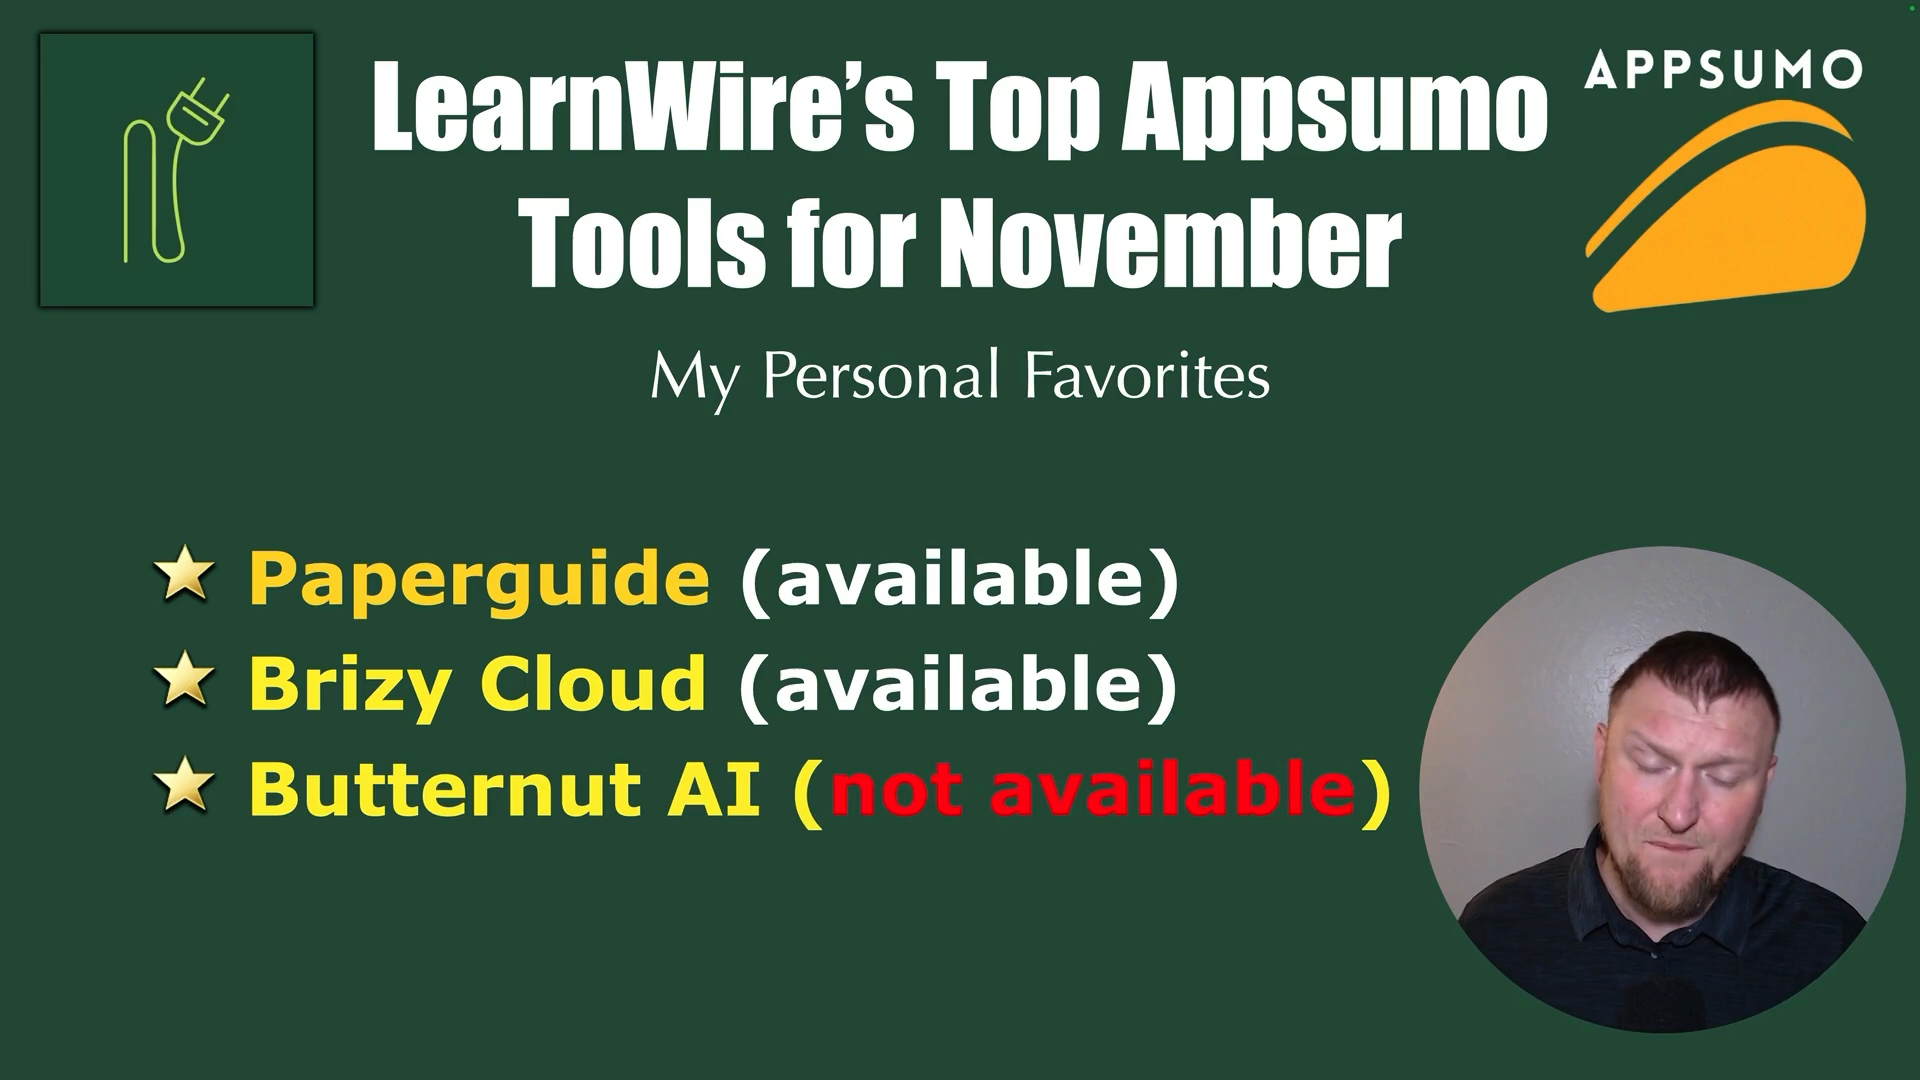 LearnWire’s Top Appsumo
Tools for November
APPSUMO
My Personal Favorites
Paperguide (available)
Brizy Cloud (available)
Butternut AI (not available)